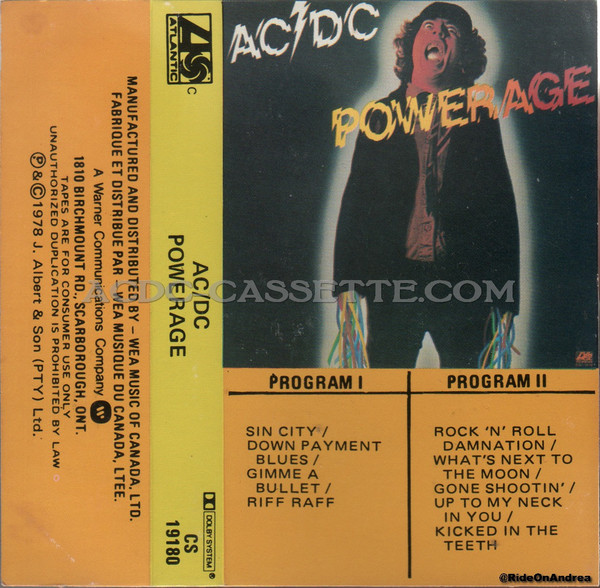 AC/DC
POWERAGE
PROGRAM I
SIN CITY /
DOWN PAYMENT
BLUES /
GIMME A
BULLET /
RIFF RAFF
PROGRAM II
ROCK 'N' ROLL
DAMNATION /
WHAT'S NEXT TO
THE MOON /
GONE SHOOTIN' /
UP TO MY NECK
IN YOU /
KICKED IN THE
TEETH
ATLANTIC
C
AC/DC
POWERAGE
DOLBY SYSTEM ®
CS
19180
MANUFACTURED AND DISTRIBUTED BY – WEA MUSIC OF CANADA, LTD.
FABRIQUE ET DISTRIBUE PAR – WEA MUSIQUE DU CANADA, LTEE.
A Warner Communications Company
1810 BIRCHMOUNT RD., SCARBOROUGH, ONT.
TAPES ARE FOR CONSUMER USE ONLY
UNAUTHORIZED DUPLICATION IS PROHIBITED BY LAW
℗ & © 1978 J. Albert & Son (PTY) Ltd.
ACDC-CASSETTE.COM
@RideOnAndrea